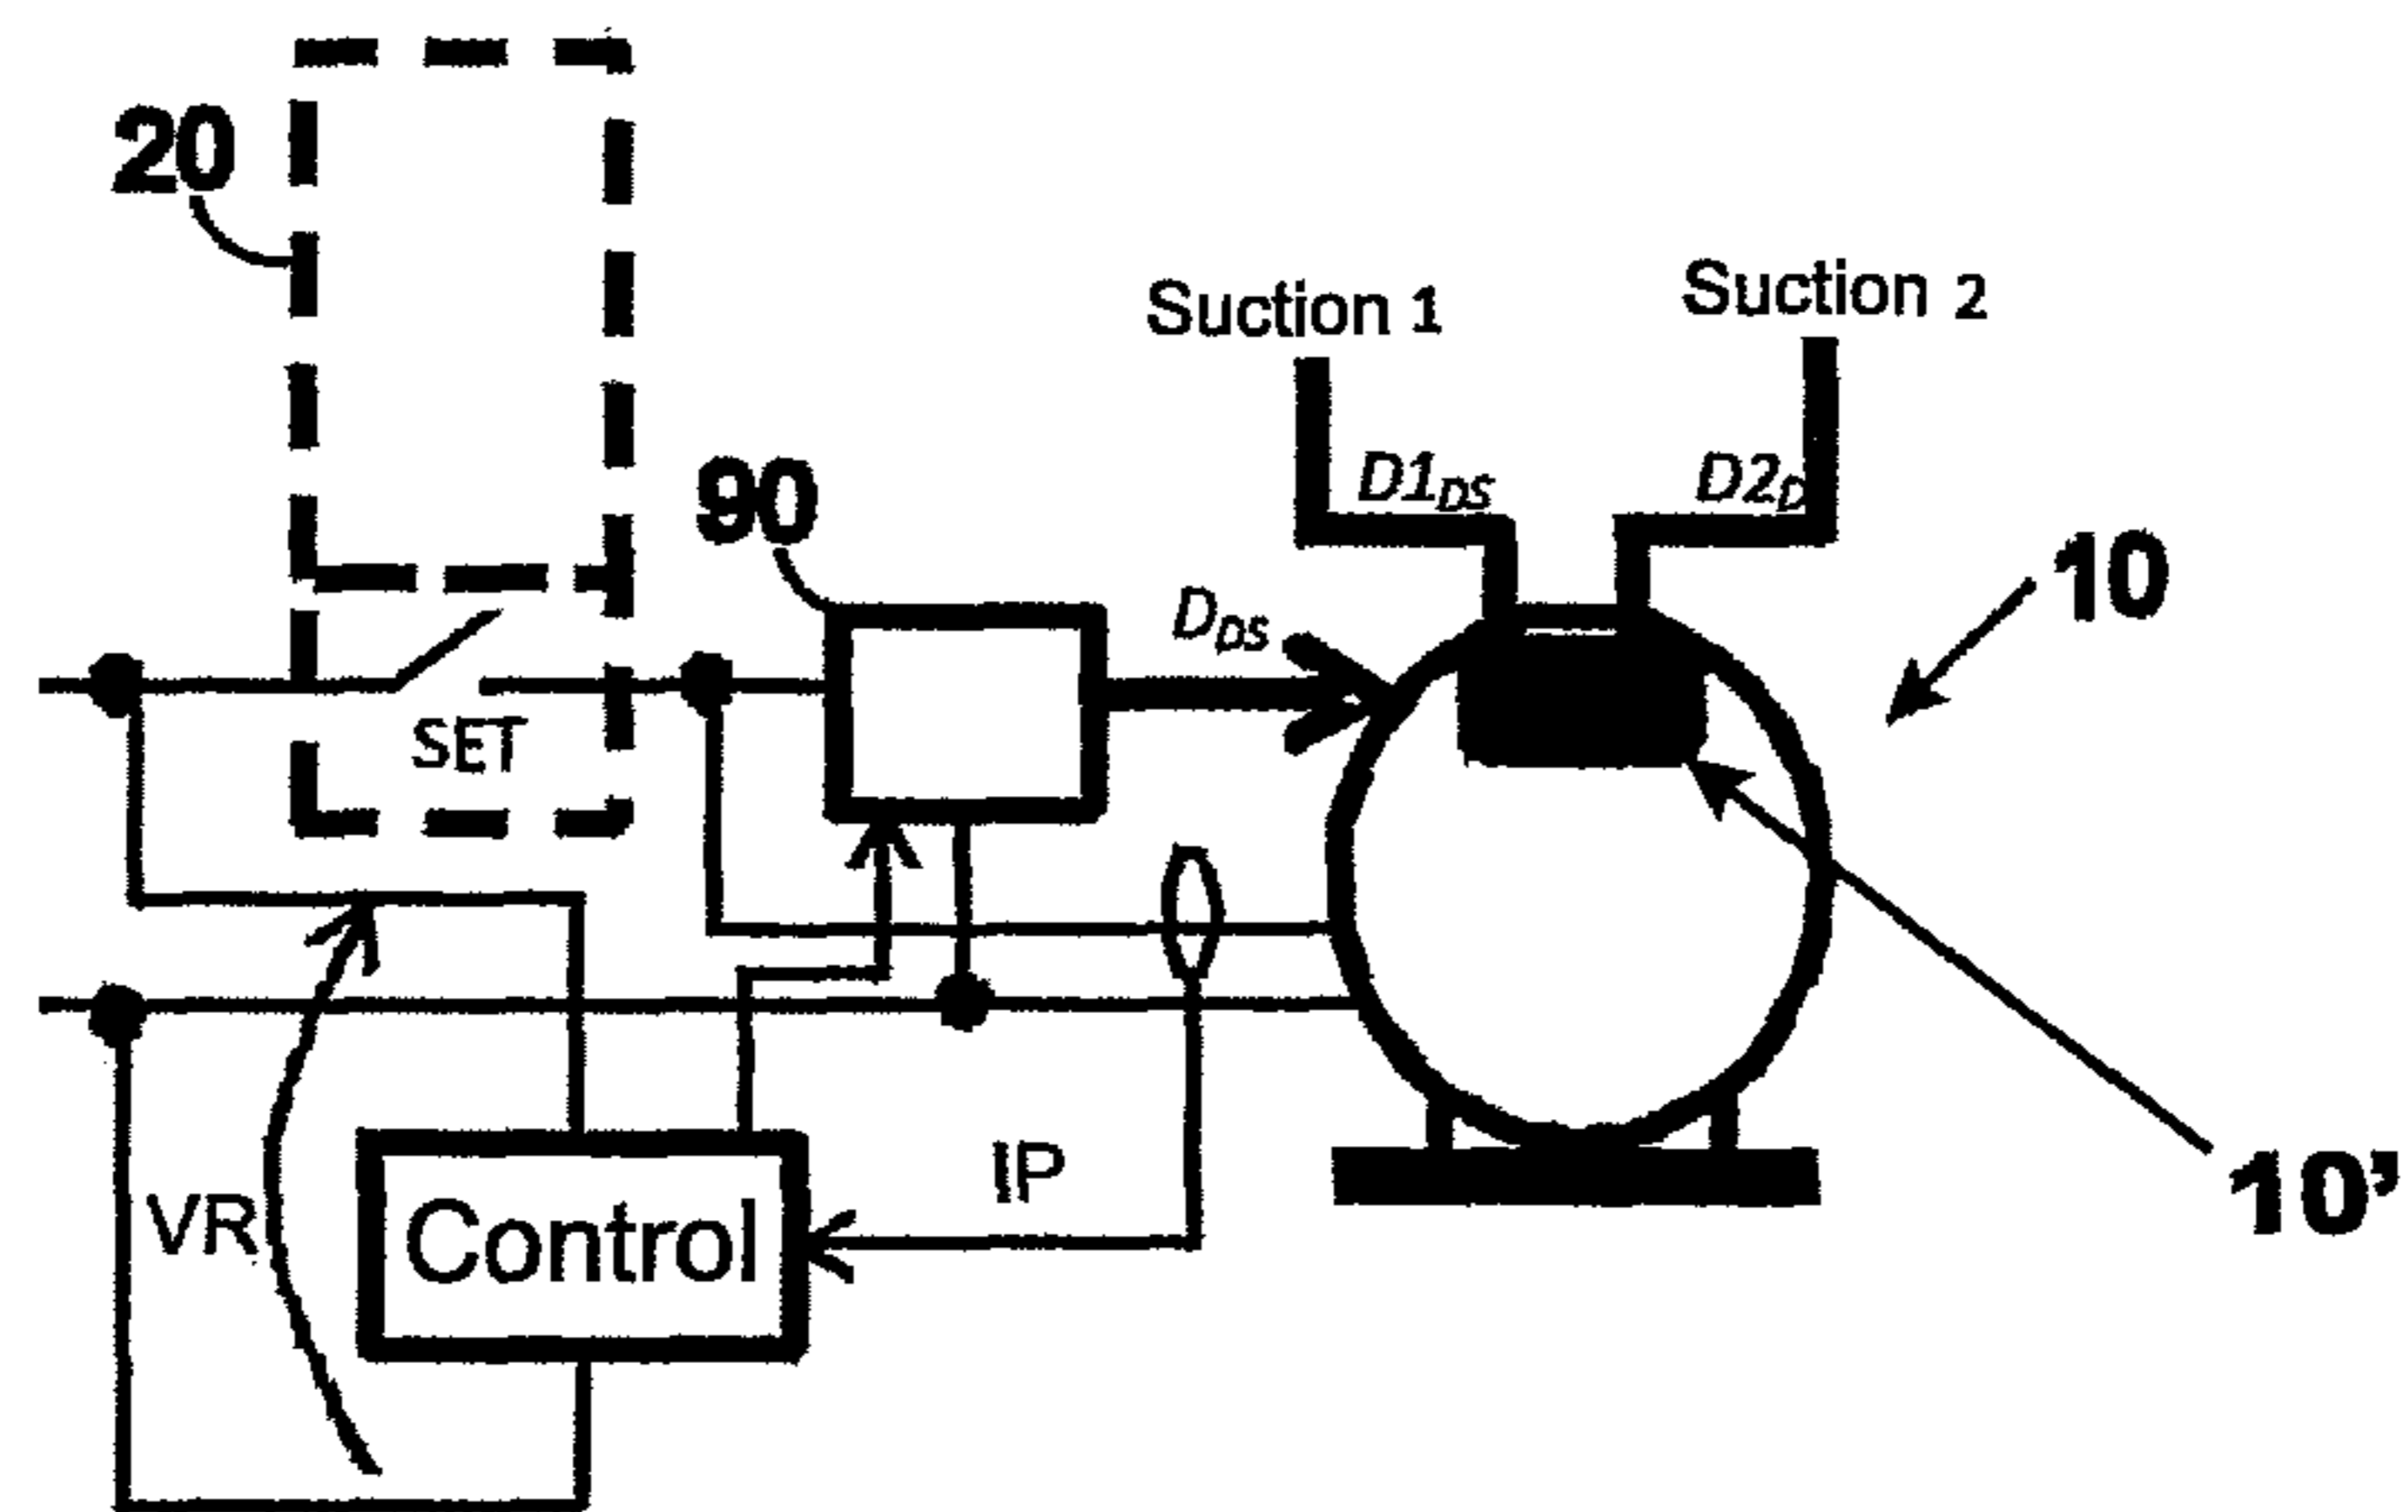 20
Suction 1
Suction 2
90
D1DS
D2D
10
DDS
SET
IP
VR
Control
10'